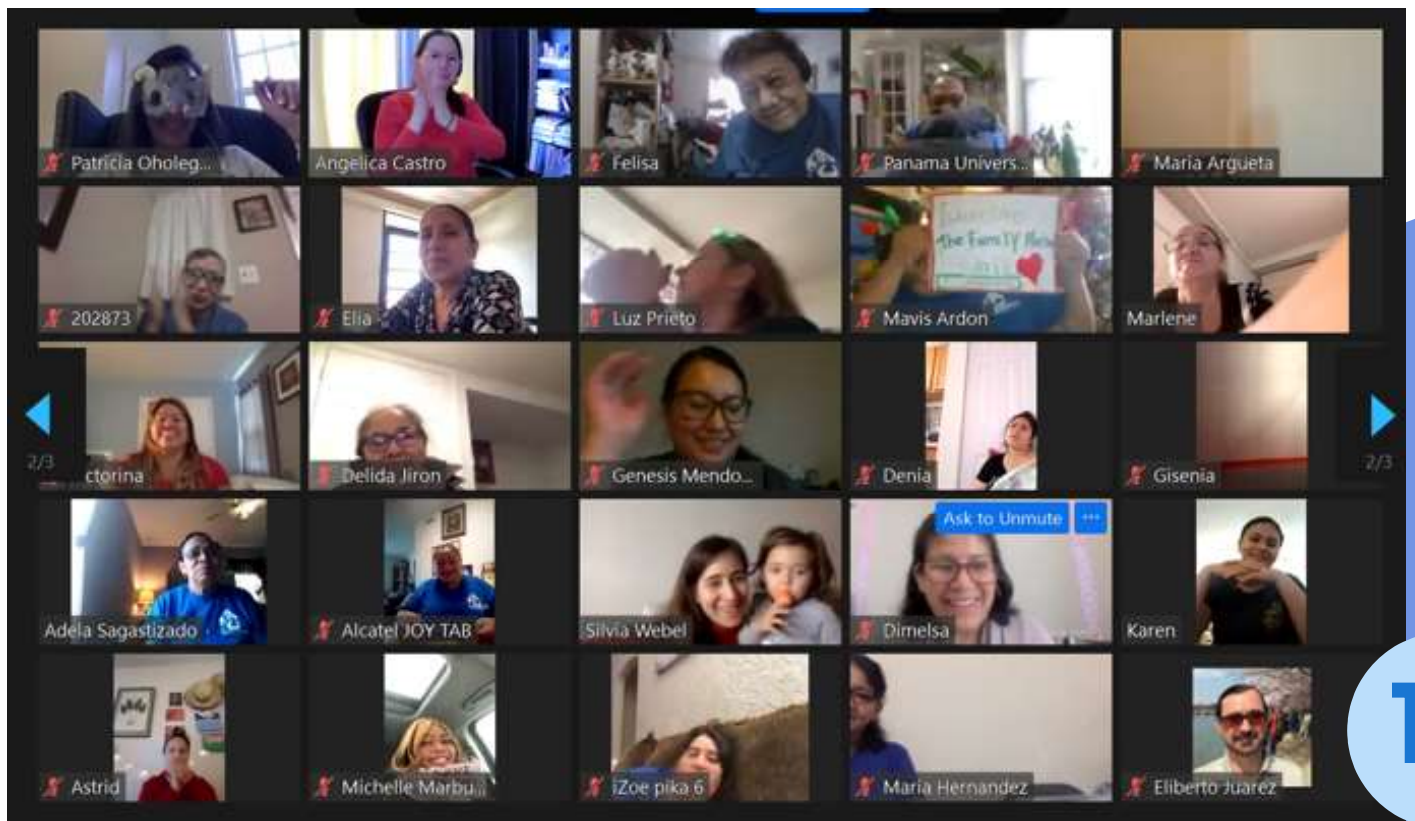 Patricia Oholeg...
Angelica Castro
Felisa
Panama Univers...
Maria Argueta
202873
Elia
Luz Prieto
The FamiTY
Mavis Ardon
Marlene
2/3
ctorina
Delida Jiron
Genesis Mendo...
Denia
Gisenia
2/3
Adela Sagastizado
Alcatel JOY TAB
Silvia Webel
Ask to Unmute
Dimelsa
Karen
Astrid
Michelle Marbu...
iZoe pika 6
Maria Hernandez
Eliberto Juarez